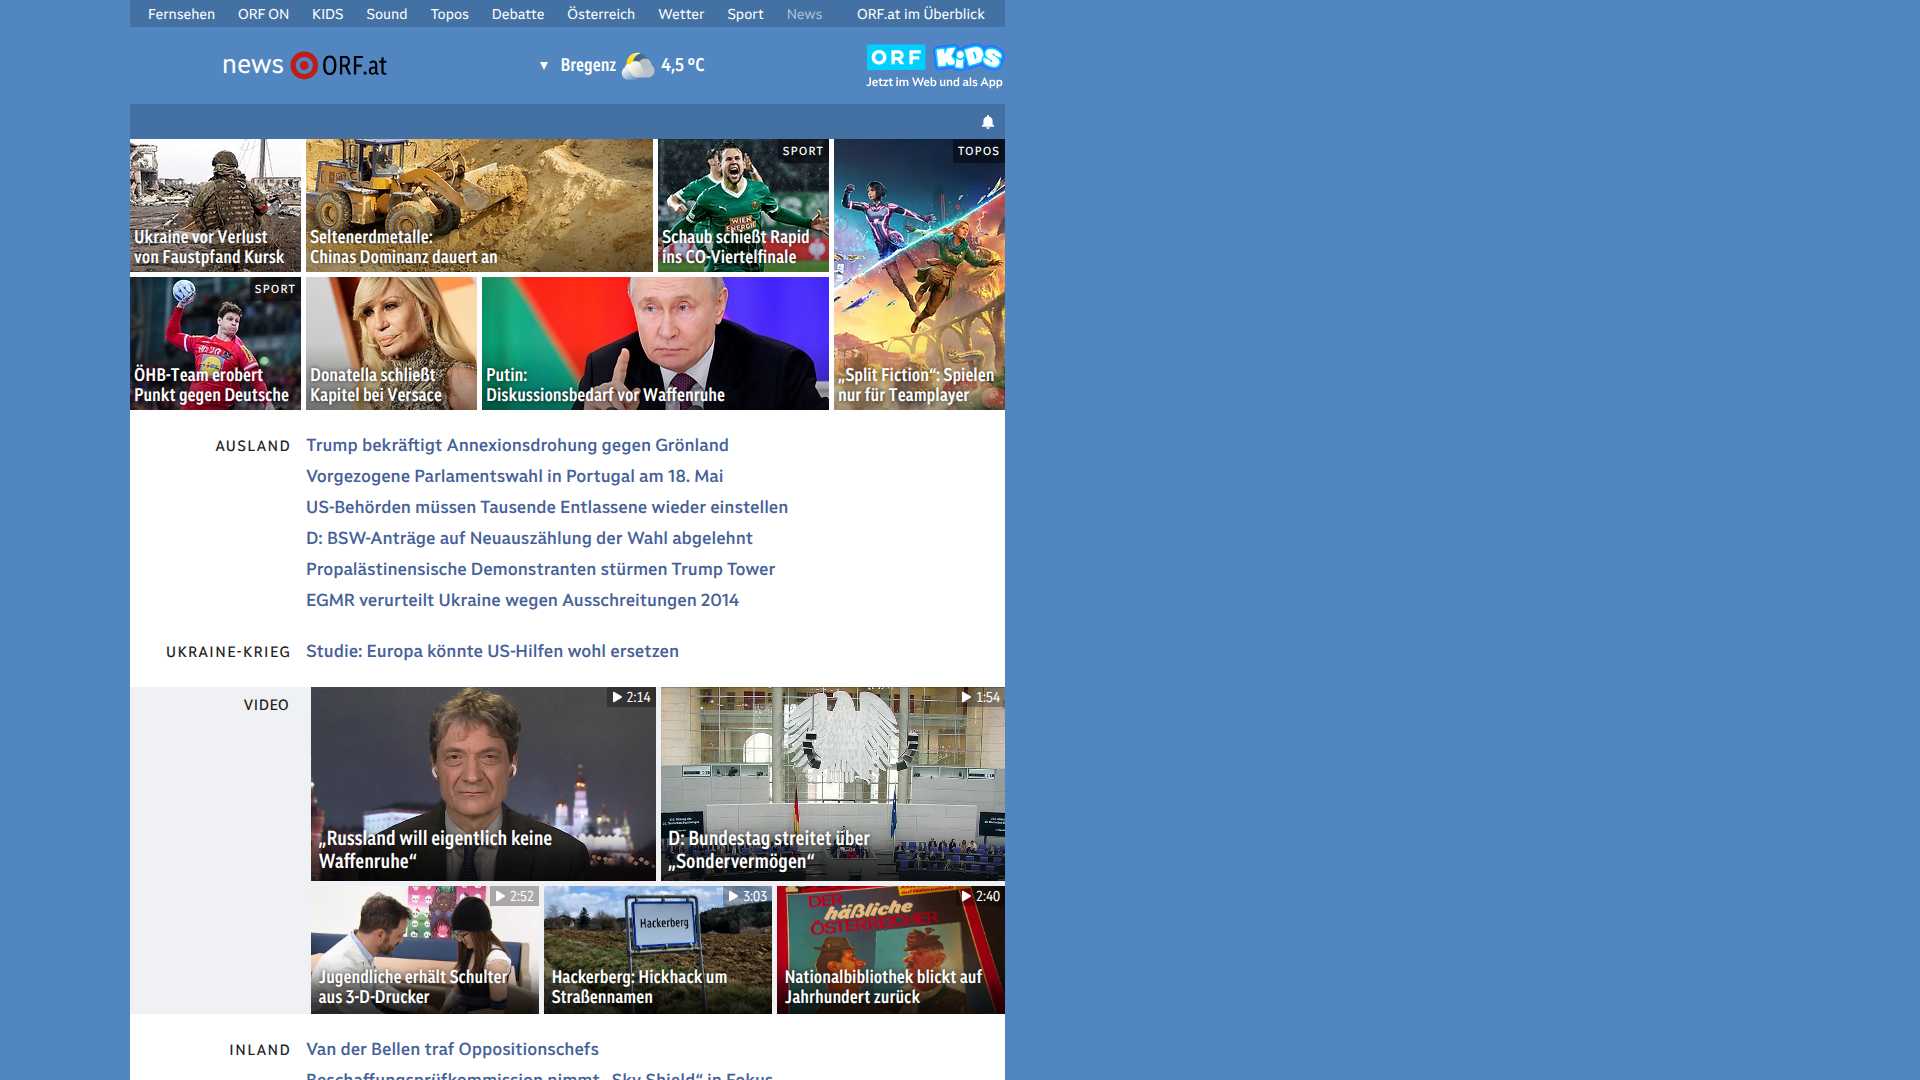 Fernsehen ORF ON KIDS Sound Topos Debatte Österreich Wetter Sport News ORF.at im Überblick
news ORF.at
Bregenz 4,5 °C
ORF KiDS
Jetzt im Web und als App
Ukraine vor Verlust
von Faustpfand Kursk
Seltenerdmetalle:
Chinas Dominanz dauert an
SPORT
WIEN
ENERGIE
Schaub schießt Rapid
ins CO-Viertelfinale
TOPOS
„Split Fiction“: Spielen
nur für Teamplayer
SPORT
ÖHB-Team erobert
Punkt gegen Deutsche
Donatella schließt
Kapitel bei Versace
Putin:
Diskussionsbedarf vor Waffenruhe
AUSLAND
Trump bekräftigt Annexionsdrohung gegen Grönland
Vorgezogene Parlamentswahl in Portugal am 18. Mai
US-Behörden müssen Tausende Entlassene wieder einstellen
D: BSW-Anträge auf Neuauszählung der Wahl abgelehnt
Propalästinensische Demonstranten stürmen Trump Tower
EGMR verurteilt Ukraine wegen Ausschreitungen 2014
UKRAINE-KRIEG
Studie: Europa könnte US-Hilfen wohl ersetzen
VIDEO
2:14
„Russland will eigentlich keine
Waffenruhe“
1:54
D: Bundestag streitet über
„Sondervermögen“
2:52
Jugendliche erhält Schulter
aus 3-D-Drucker
3:03
Hackerberg
Hackerberg: Hickhack um
Straßennamen
2:40
DER
häßliche
ÖSTERREICHER
Nationalbibliothek blickt auf
Jahrhundert zurück
INLAND
Van der Bellen traf Oppositionschefs
Beschaffungsprüfkommission nimmt „Sky Shield“ in Fokus